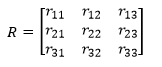 R = [r₁₁ r₁₂ r₁₃
r₂₁ r₂₂ r₂₃
r₃₁ r₃₂ r₃₃]